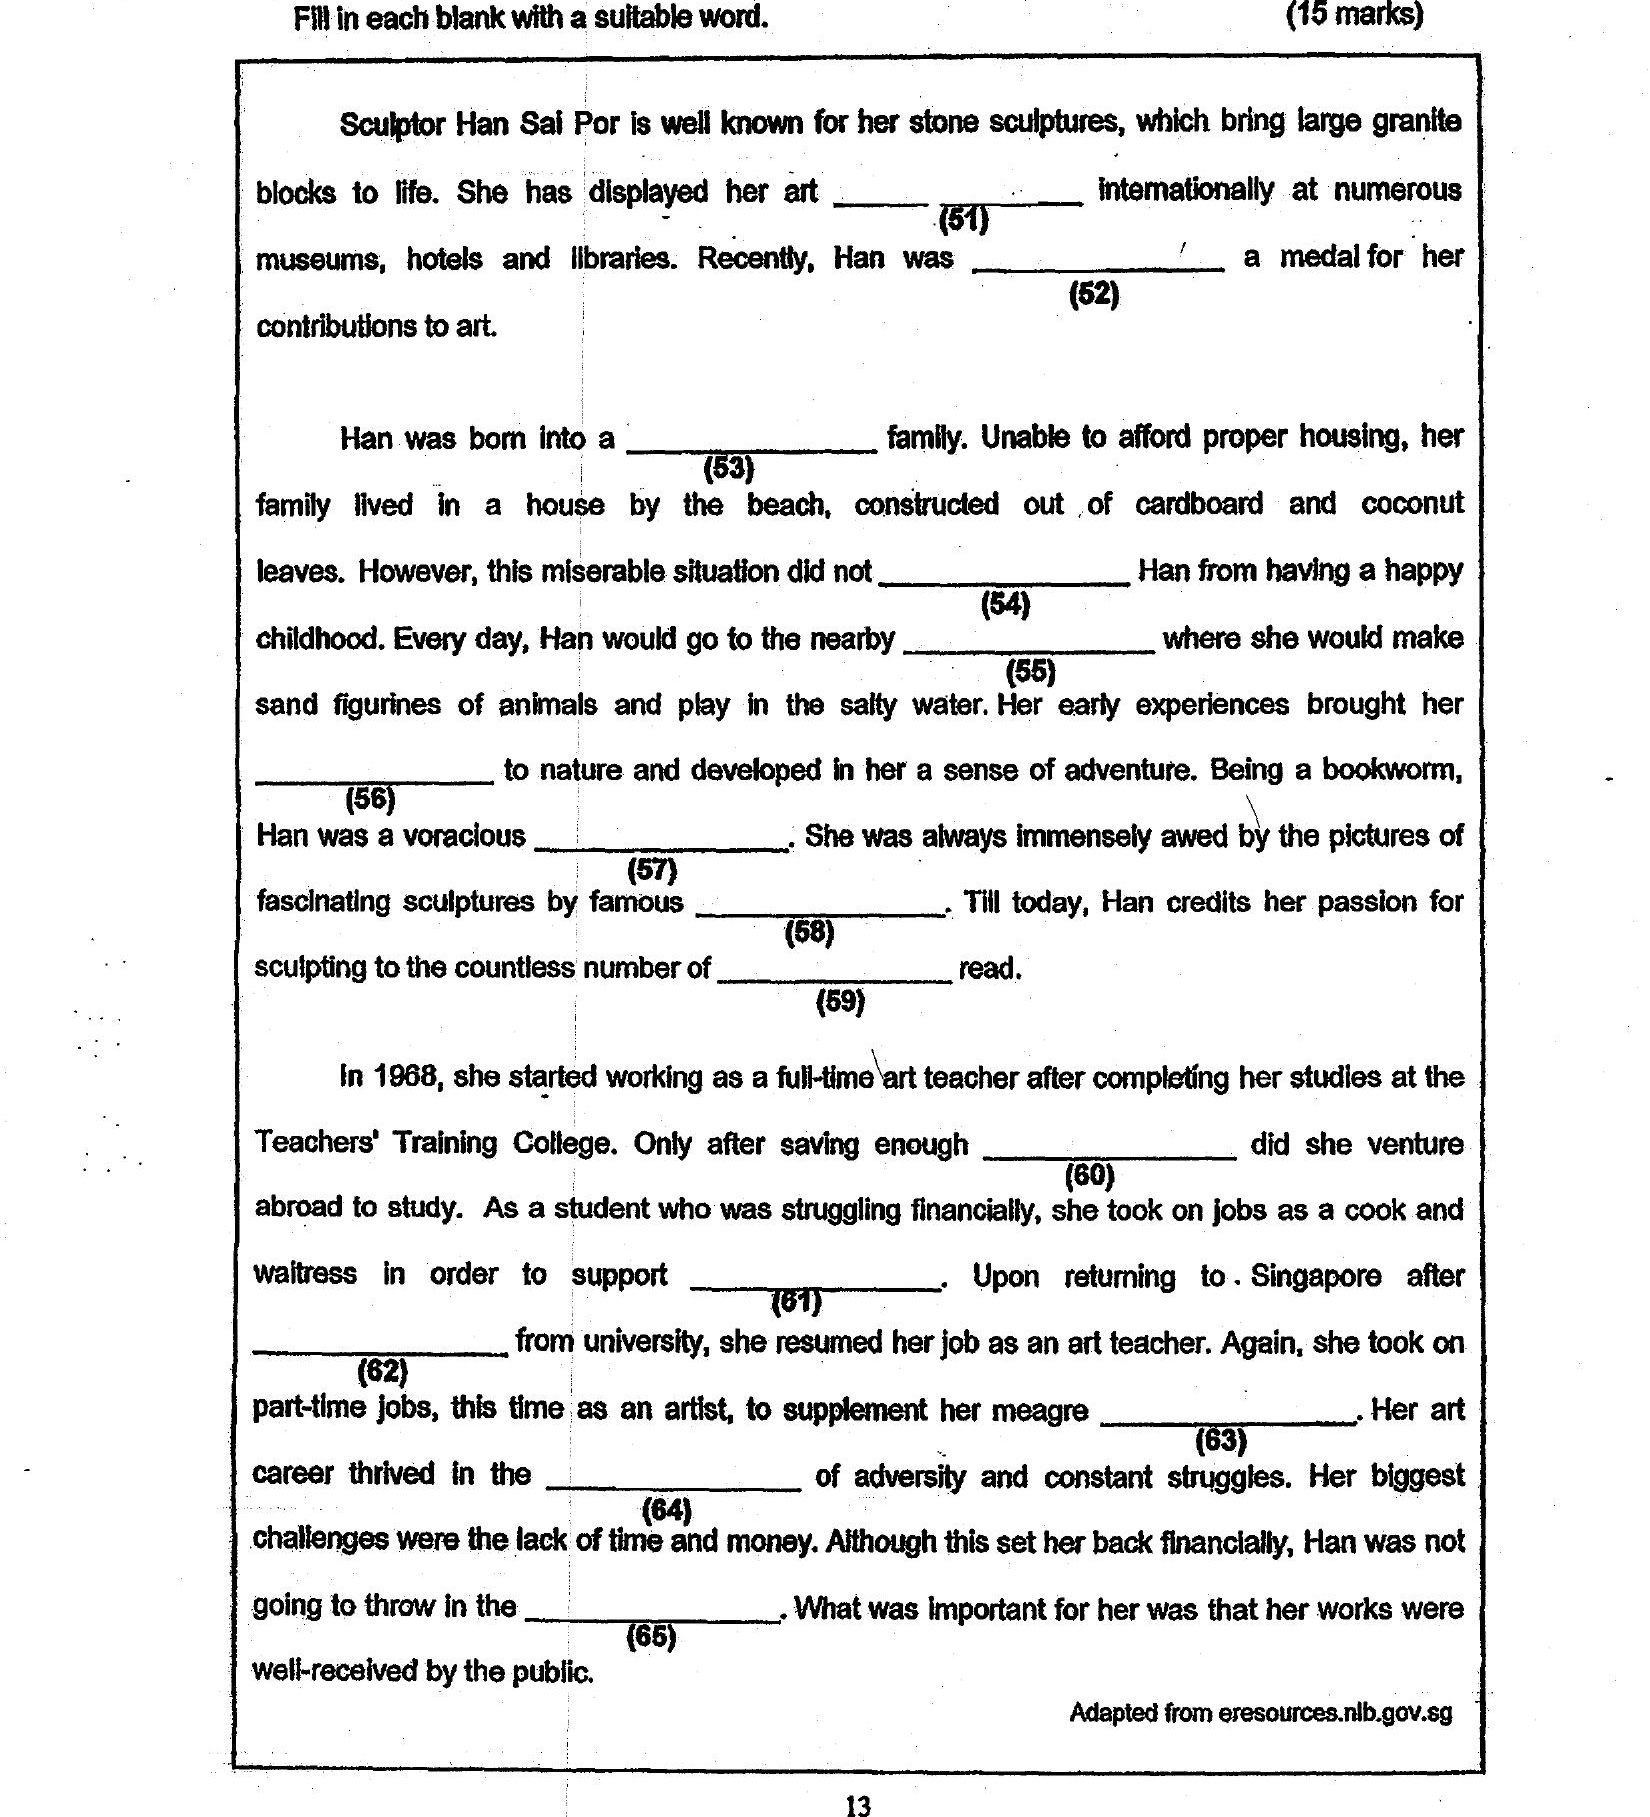 Fill in each blank with a suitable word. (15 marks)
Sculptor Han Sai Por is well known for her stone sculptures, which bring large granite
blocks to life. She has displayed her art ____ internationally at numerous
(51)
museums, hotels and libraries. Recently, Han was ____ a medal for her
(52)
contributions to art.
Han was born into a ____ family. Unable to afford proper housing, her
(53)
family lived in a house by the beach, constructed out of cardboard and coconut
leaves. However, this miserable situation did not ____ Han from having a happy
(54)
childhood. Every day, Han would go to the nearby ____ where she would make
(55)
sand figurines of animals and play in the salty water. Her early experiences brought her
____ to nature and developed in her a sense of adventure. Being a bookworm,
(56)
Han was a voracious ____. She was always immensely awed by the pictures of
(57)
fascinating sculptures by famous ____. Till today, Han credits her passion for
(58)
sculpting to the countless number of ____ read.
(59)
In 1968, she started working as a full-time art teacher after completing her studies at the
Teachers' Training College. Only after saving enough ____ did she venture
(60)
abroad to study. As a student who was struggling financially, she took on jobs as a cook and
waitress in order to support ____. Upon returning to Singapore after
(61)
____ from university, she resumed her job as an art teacher. Again, she took on
(62)
part-time jobs, this time as an artist, to supplement her meagre ____. Her art
(63)
career thrived in the ____ of adversity and constant struggles. Her biggest
(64)
challenges were the lack of time and money. Although this set her back financially, Han was not
going to throw in the ____. What was important for her was that her works were
(65)
well-received by the public.
Adapted from eresources.nlb.gov.sg
13